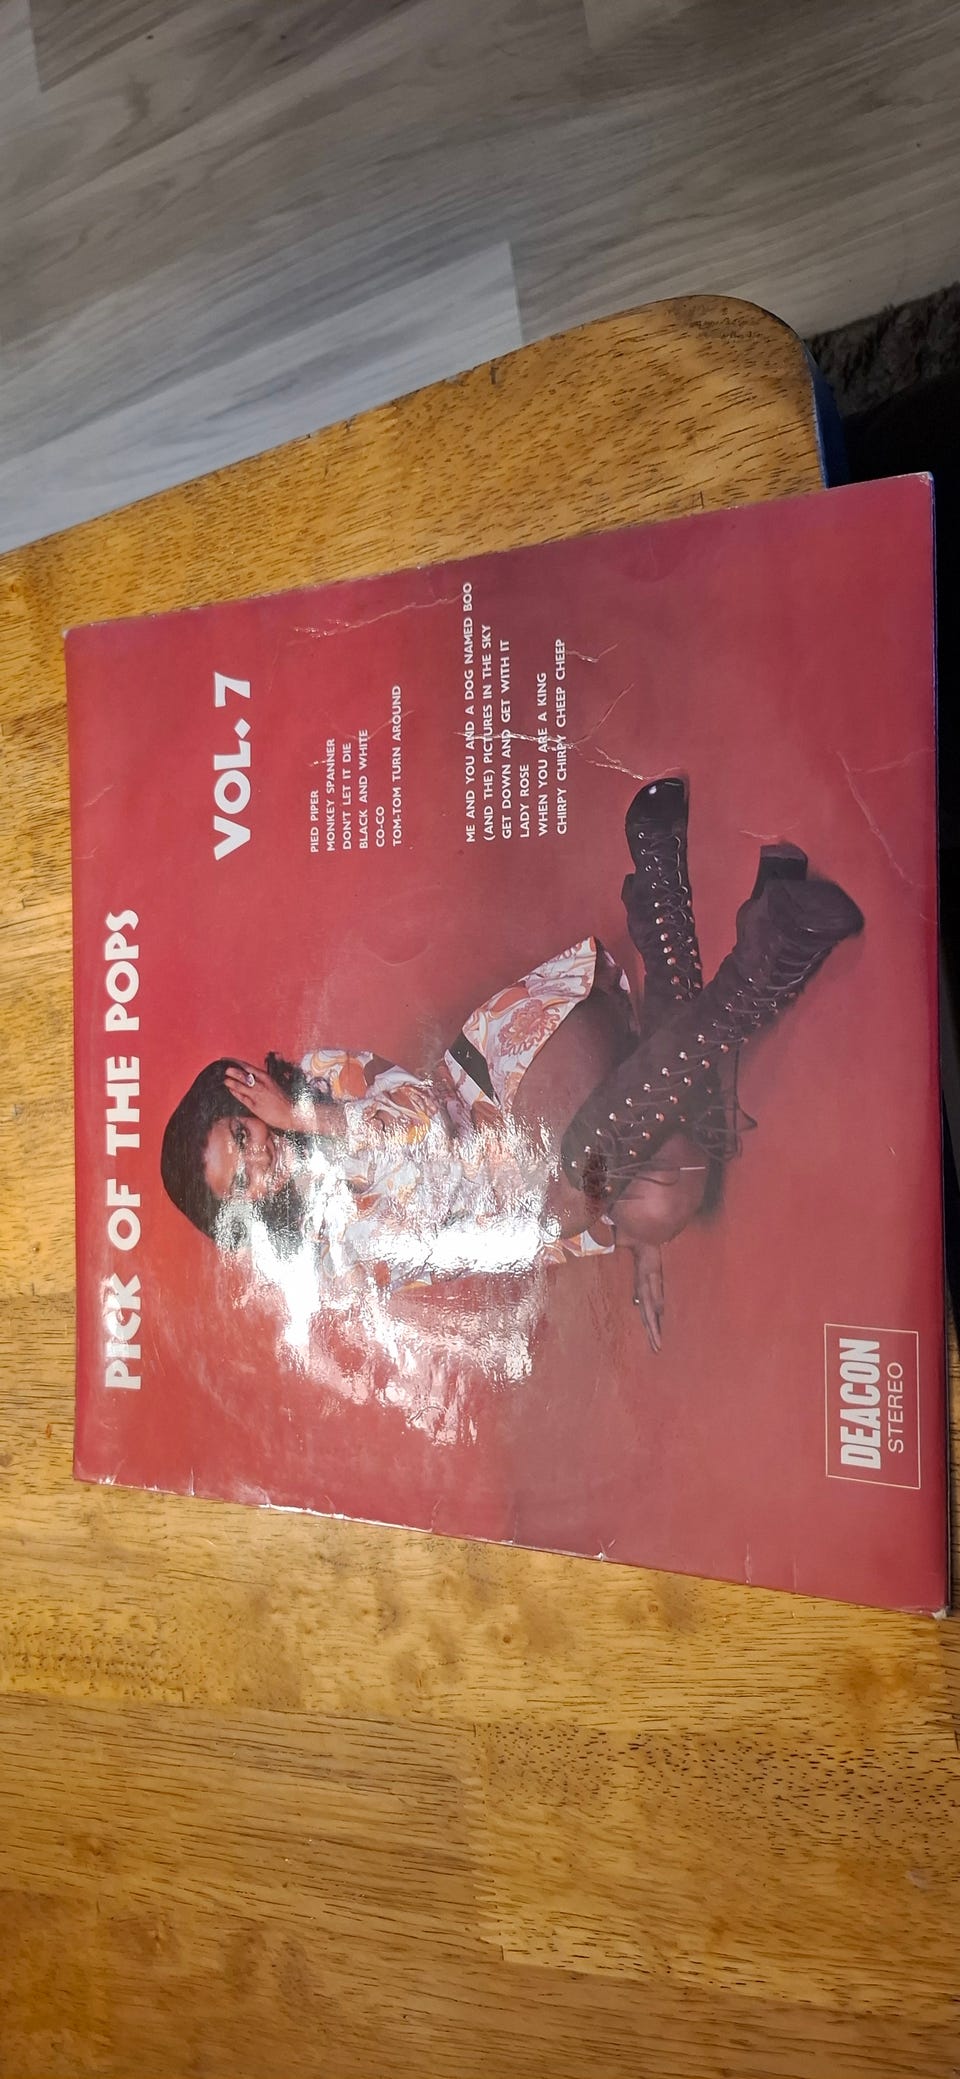 PICK OF THE POPS
VOL. 7
PIED PIPER
MONKEY SPANNER
DON'T LET IT DIE
BLACK AND WHITE
CO-CO
TOM-TOM TURN AROUND
ME AND YOU AND A DOG NAMED BOO
(AND THE) PICTURES IN THE SKY
GET DOWN AND GET WITH IT
LADY ROSE
WHEN YOU ARE A KING
CHIRPY CHIRPY CHEEP CHEEP
DEACON
STEREO